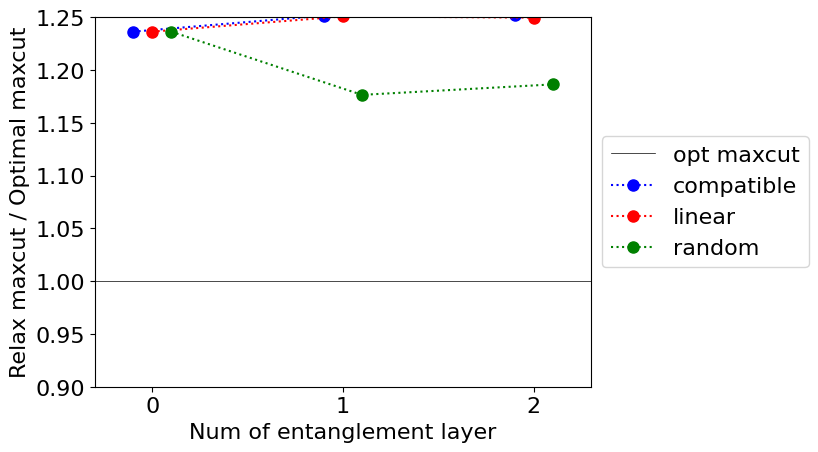 Relax maxcut / Optimal maxcut
1.25
1.20
1.15
1.10
1.05
1.00
0.95
0.90
0 1 2
Num of entanglement layer
opt maxcut
compatible
linear
random